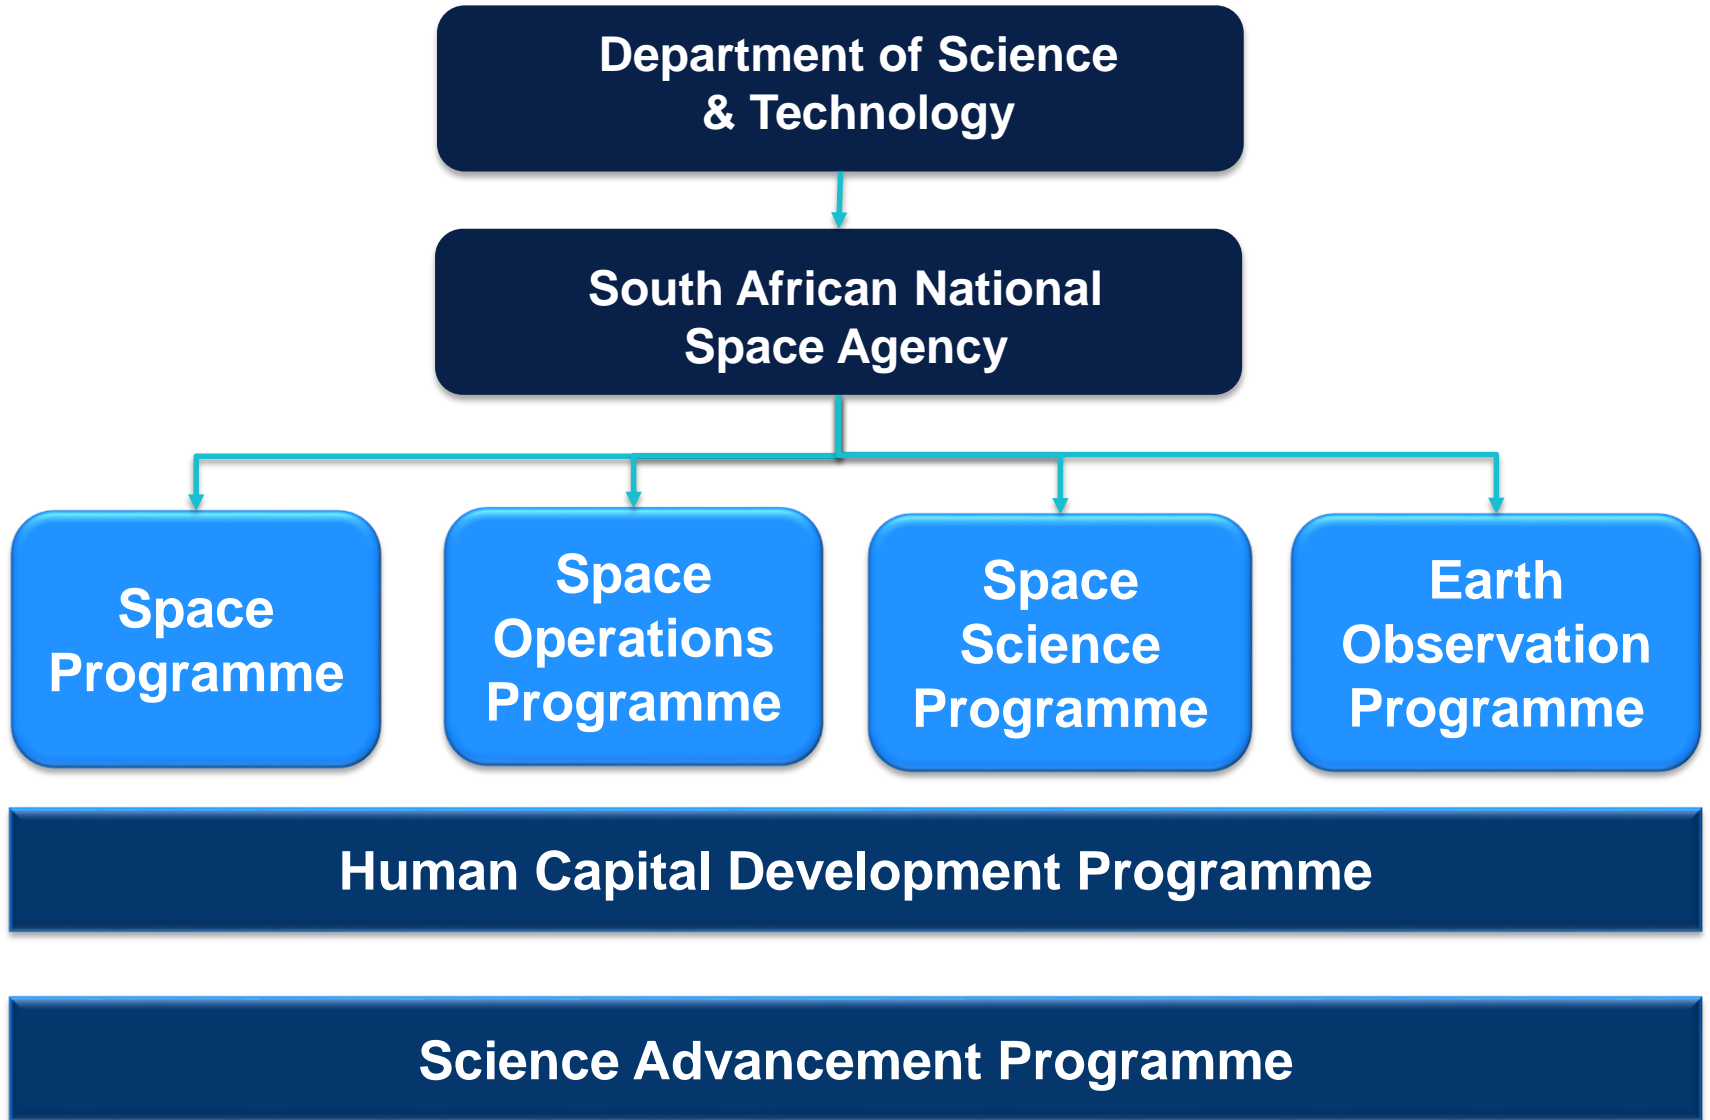 Department of Science
& Technology
South African National
Space Agency
Space
Programme
Space
Operations
Programme
Space
Science
Programme
Earth
Observation
Programme
Human Capital Development Programme
Science Advancement Programme